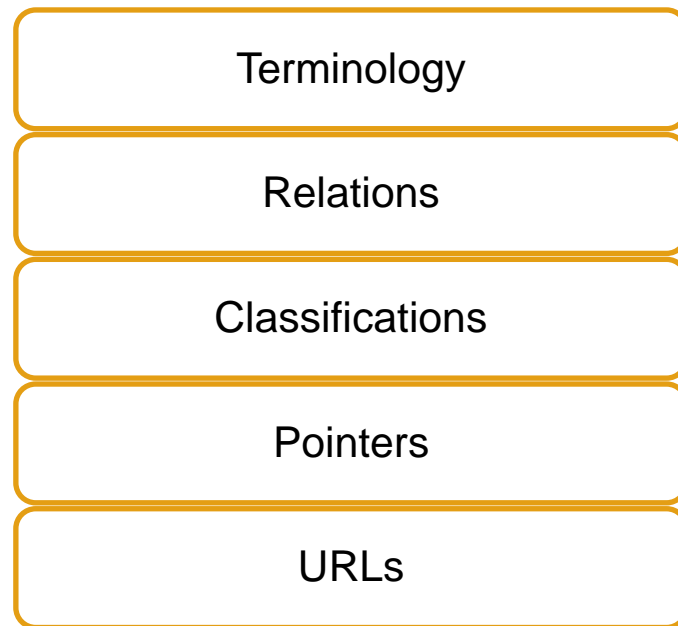 Terminology
Relations
Classifications
Pointers
URLs